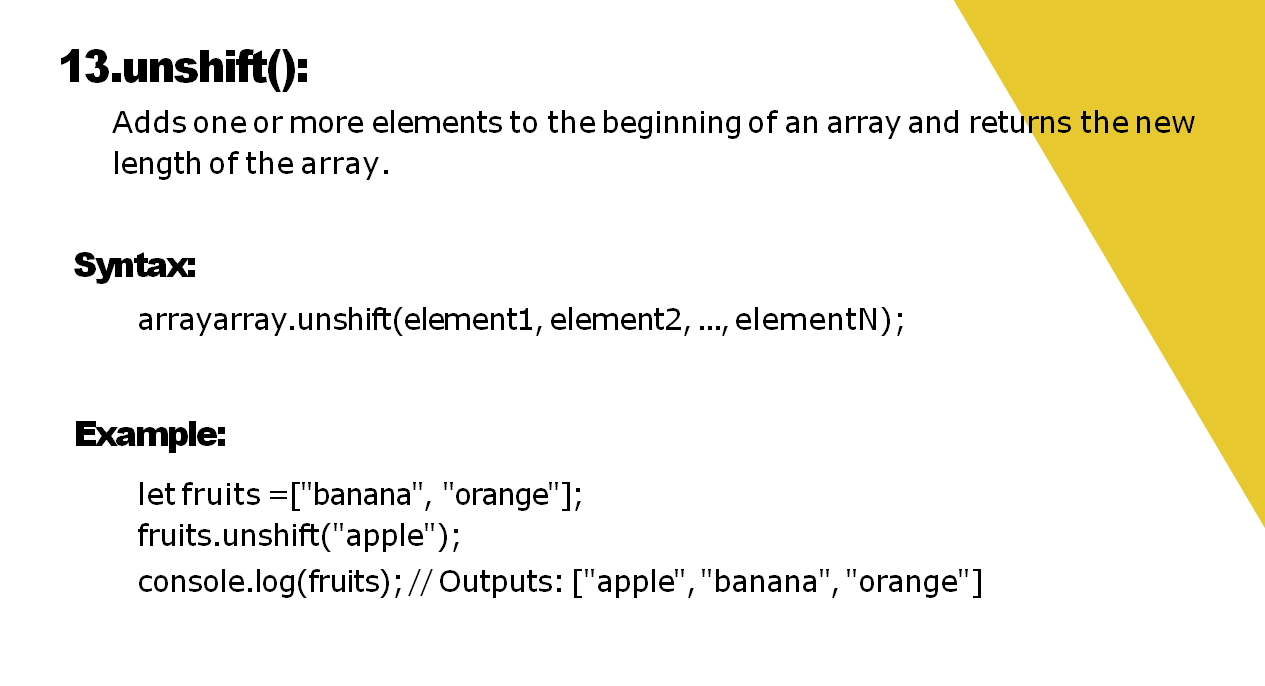 13.unshift():
Adds one or more elements to the beginning of an array and returns the new
length of the array.
Syntax:
arrayarray.unshift(element1, element2, ..., elementN);
Example:
let fruits =["banana", "orange"];
fruits.unshift("apple");
console.log(fruits); // Outputs: ["apple", "banana", "orange"]